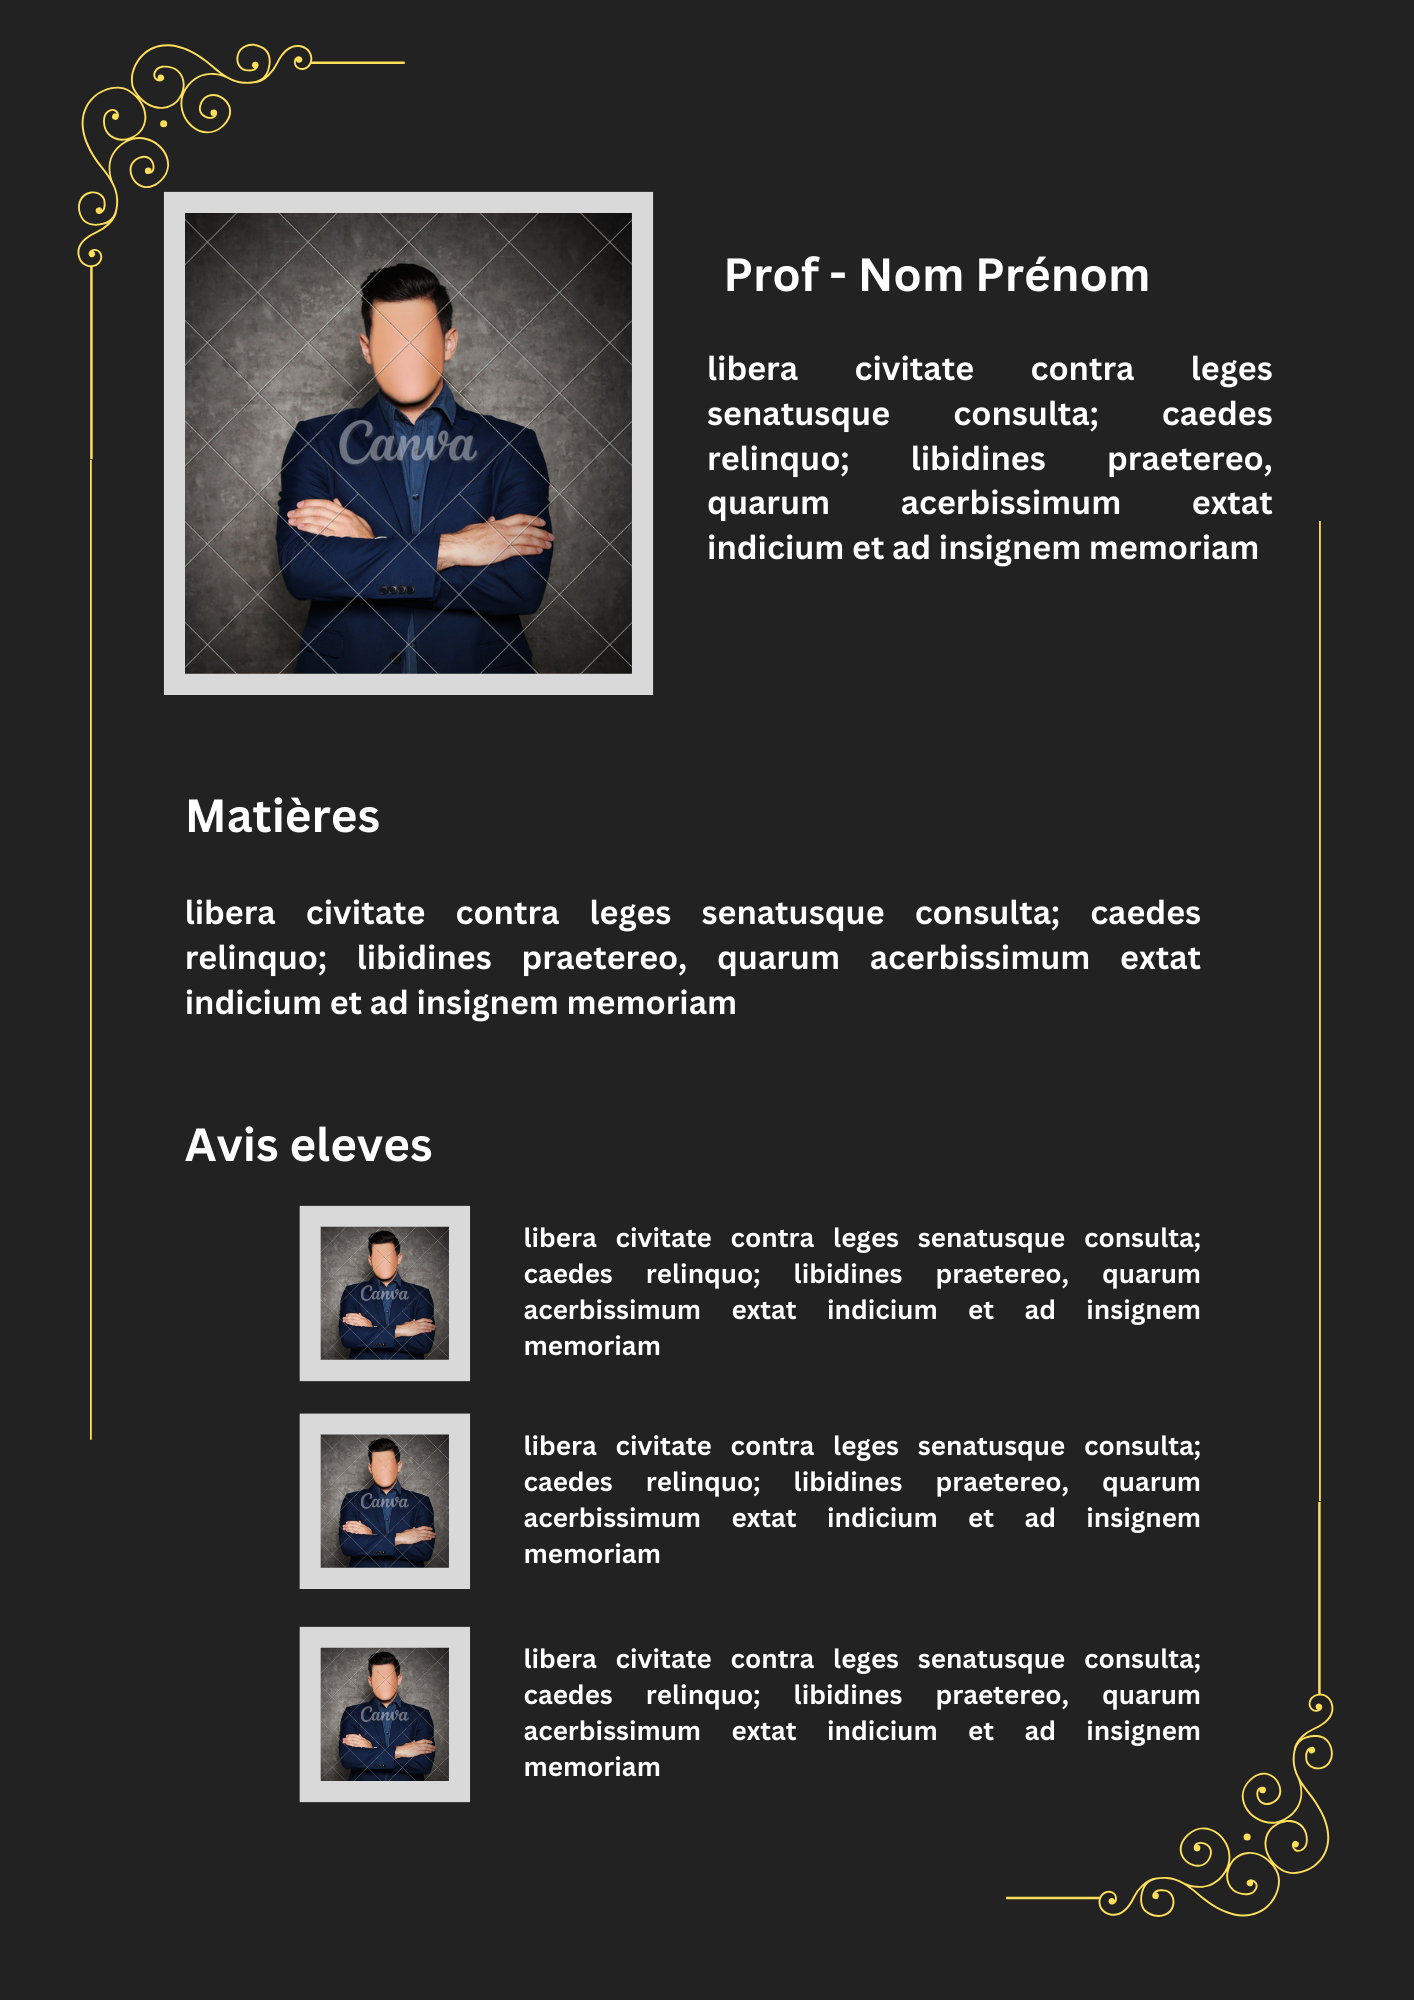 Prof - Nom Prénom
libera civitate contra leges
senatusque consulta; caedes
relinquo; libidines praetereo,
quarum acerbissimum extat
indicium et ad insignem memoriam
Canva
Matières
libera civitate contra leges senatusque consulta; caedes
relinquo; libidines praetereo, quarum acerbissimum extat
indicium et ad insignem memoriam
Avis eleves
libera civitate contra leges senatusque consulta;
caedes relinquo; libidines praetereo, quarum
acerbissimum extat indicium et ad insignem
memoriam
Canva
libera civitate contra leges senatusque consulta;
caedes relinquo; libidines praetereo, quarum
acerbissimum extat indicium et ad insignem
memoriam
Canva
libera civitate contra leges senatusque consulta;
caedes relinquo; libidines praetereo, quarum
acerbissimum extat indicium et ad insignem
memoriam
Canva